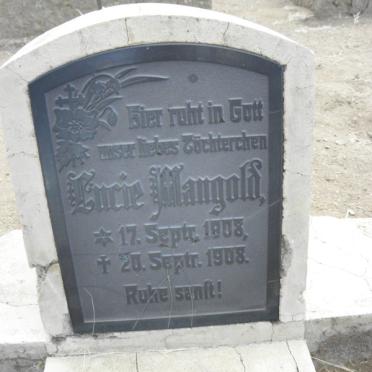 Hier ruht in Gott
unser liebes Töchterchen
Lucie Mangold,
* 17. Septr. 1908,
✝ 20. Septr. 1908.
Ruhe sanft!